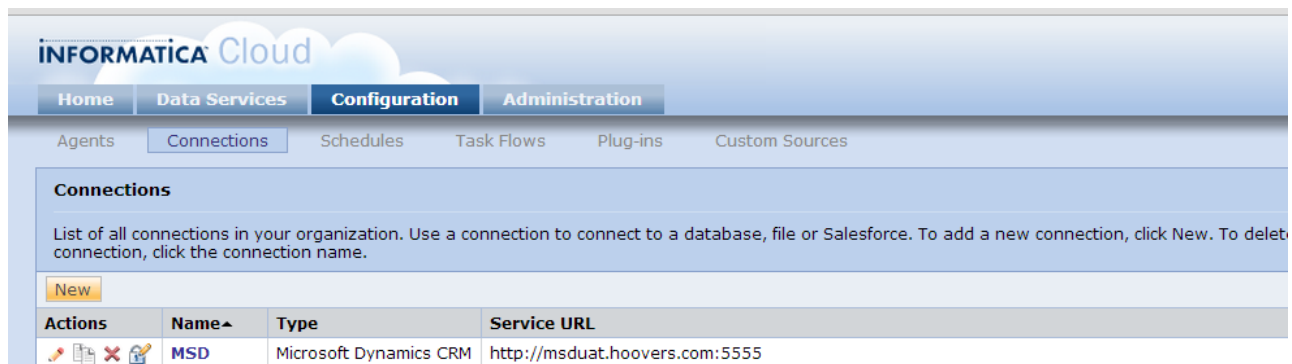 INFORMATICA Cloud
Home Data Services Configuration Administration
Agents Connections Schedules Task Flows Plug-ins Custom Sources
Connections
List of all connections in your organization. Use a connection to connect to a database, file or Salesforce. To add a new connection, click New. To delet
connection, click the connection name.
New
Actions Name Type Service URL
MSD Microsoft Dynamics CRM http://msduat.hoovers.com:5555